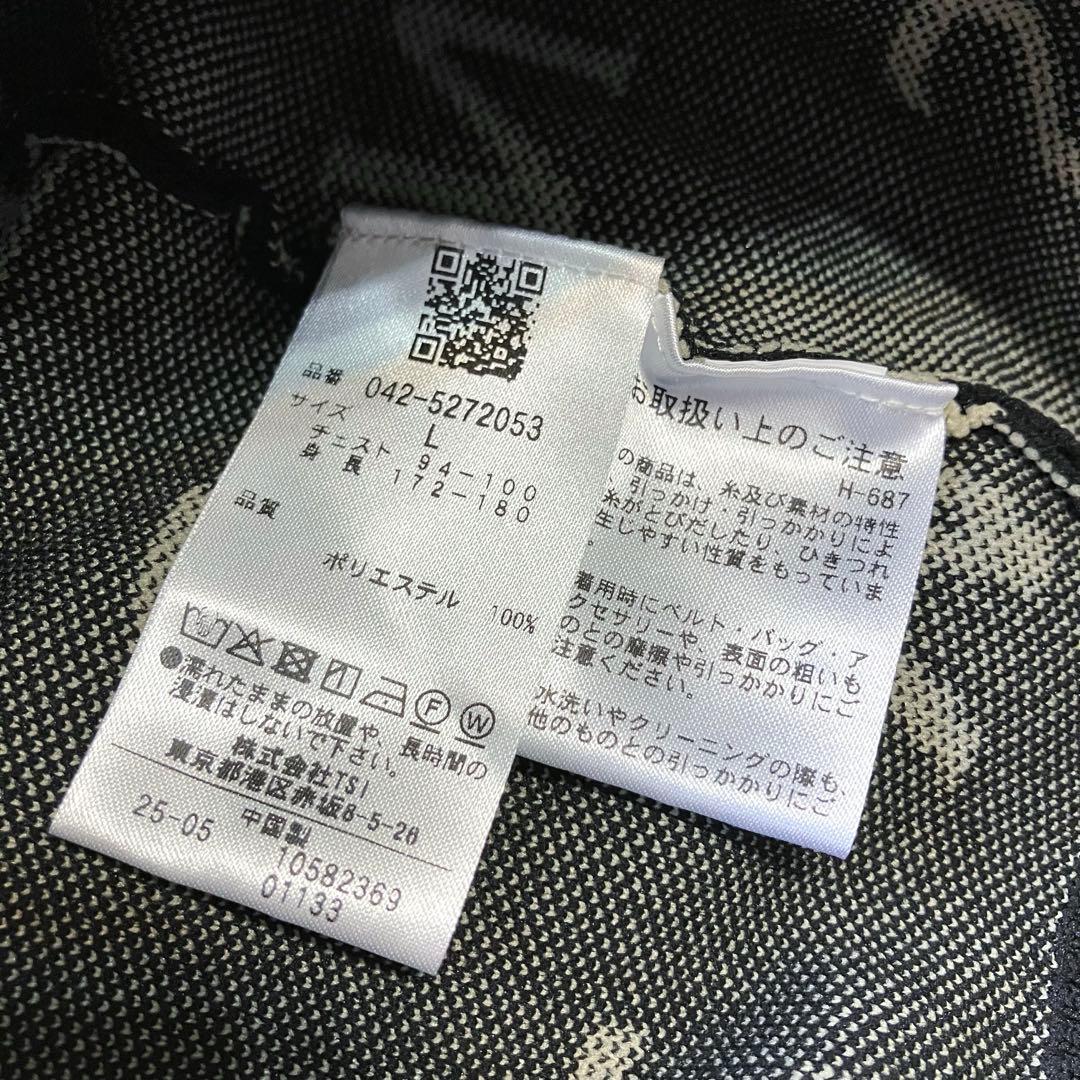 品番 042-5272053
サイズ L
チェスト 94-100
身長 172-180
品質
ポリエステル 100%
濡れたままの放置や、長時間の
浸漬はしないで下さい。
株式会社TSI
東京都港区赤坂8-5-26
25-05 中国製
10582369
01133
お取扱い上のご注意
H-687
の商品は、糸及び素材の特性
、引っかけ・引っかかりによ
糸がとびだしたり、ひきつれ
生しやすい性質をもっていま
。
着用時にベルト・バッグ・ア
クセサリーや、表面の粗いも
のとの摩擦や引っかかりにご
注意ください。
水洗いやクリーニングの際も、
他のものとの引っかかりにご